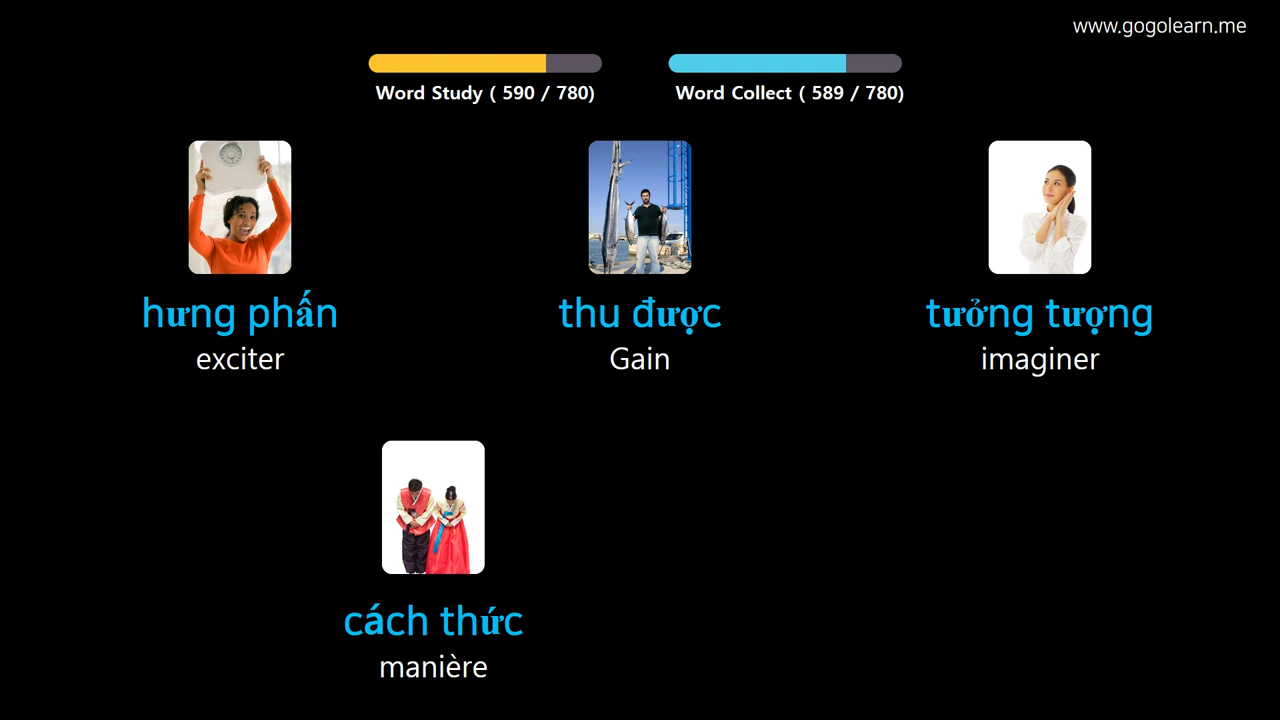 www.gogolearn.me
Word Study ( 590 / 780)
Word Collect ( 589 / 780)
hưng phấn
exciter
thu được
Gain
tưởng tượng
imaginer
cách thức
manière